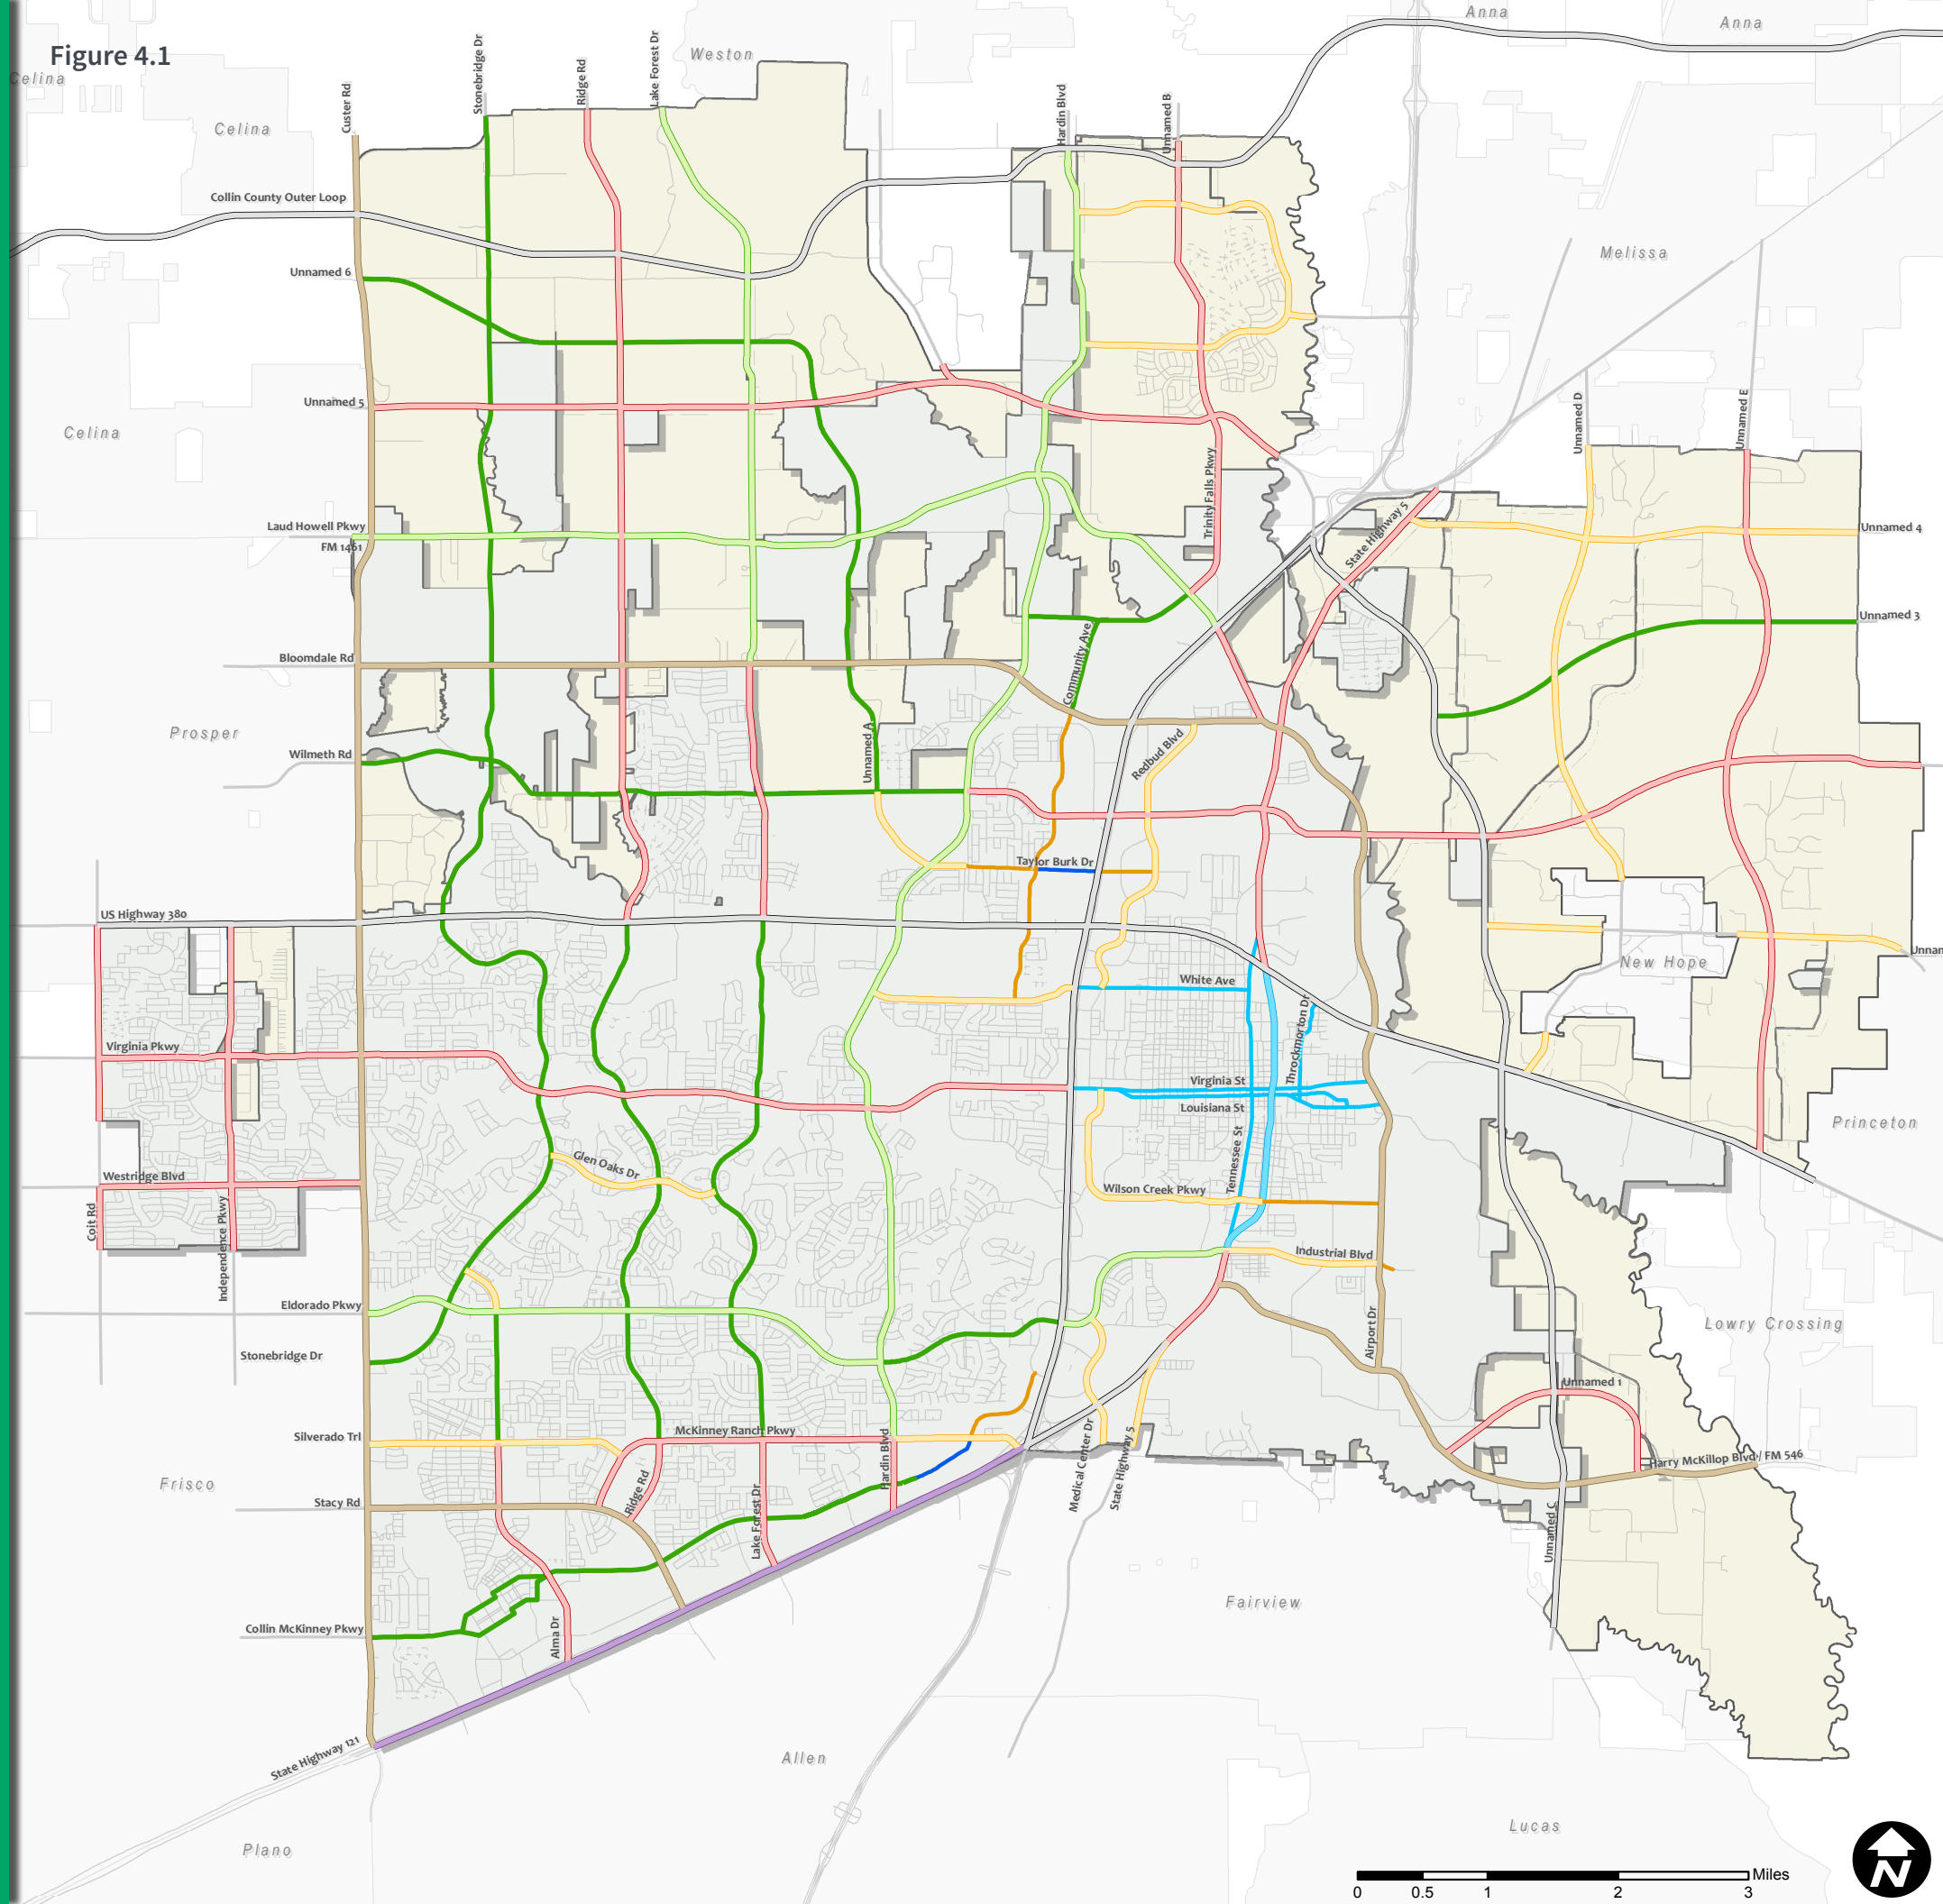 Figure 4.1
Anna
Anna
Weston
Celina
Celina
Celina
Melissa
Prosper
New Hope
Princeton
Lowry Crossing
Frisco
Fairview
Allen
Lucas
Plano
Custer Rd
Stonebridge Dr
Ridge Rd
Lake Forest Dr
Hardin Blvd
Unnamed B
Collin County Outer Loop
Unnamed 6
Unnamed 5
Unnamed D
Unnamed E
Trinity Falls Pkwy
State Highway 5
Laud Howell Pkwy
FM 1461
Unnamed 4
Unnamed 3
Bloomdale Rd
Community Ave
Wilmeth Rd
Unnamed A
Redbud Blvd
Taylor Burk Dr
US Highway 380
Unnam
White Ave
Throckmorton Dr
Virginia Pkwy
Virginia St
Louisiana St
Tennessee St
Glen Oaks Dr
Westridge Blvd
Wilson Creek Pkwy
Coit Rd
Independence Pkwy
Industrial Blvd
Eldorado Pkwy
Airport Dr
Stonebridge Dr
Unnamed 1
Silverado Trl
McKinney Ranch Pkwy
Hardin Blvd
Medical Center Dr
State Highway 5
Harry McKillop Blvd / FM 546
Ridge Rd
Stacy Rd
Lake Forest Dr
Unnamed C
Collin McKinney Pkwy
Alma Dr
State Highway 121
Miles
0 0.5 1 2 3
N